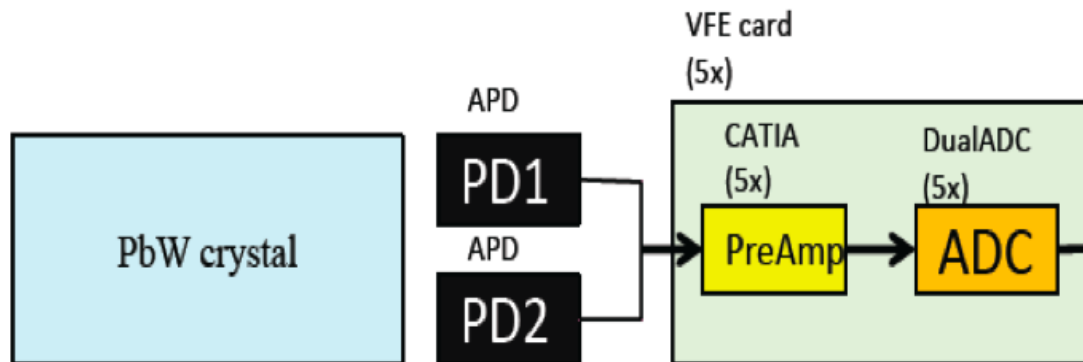 VFE card
(5x)
APD
PD1
CATIA
(5x)
DualADC
(5x)
PbW crystal
APD
PreAmp
ADC
PD2